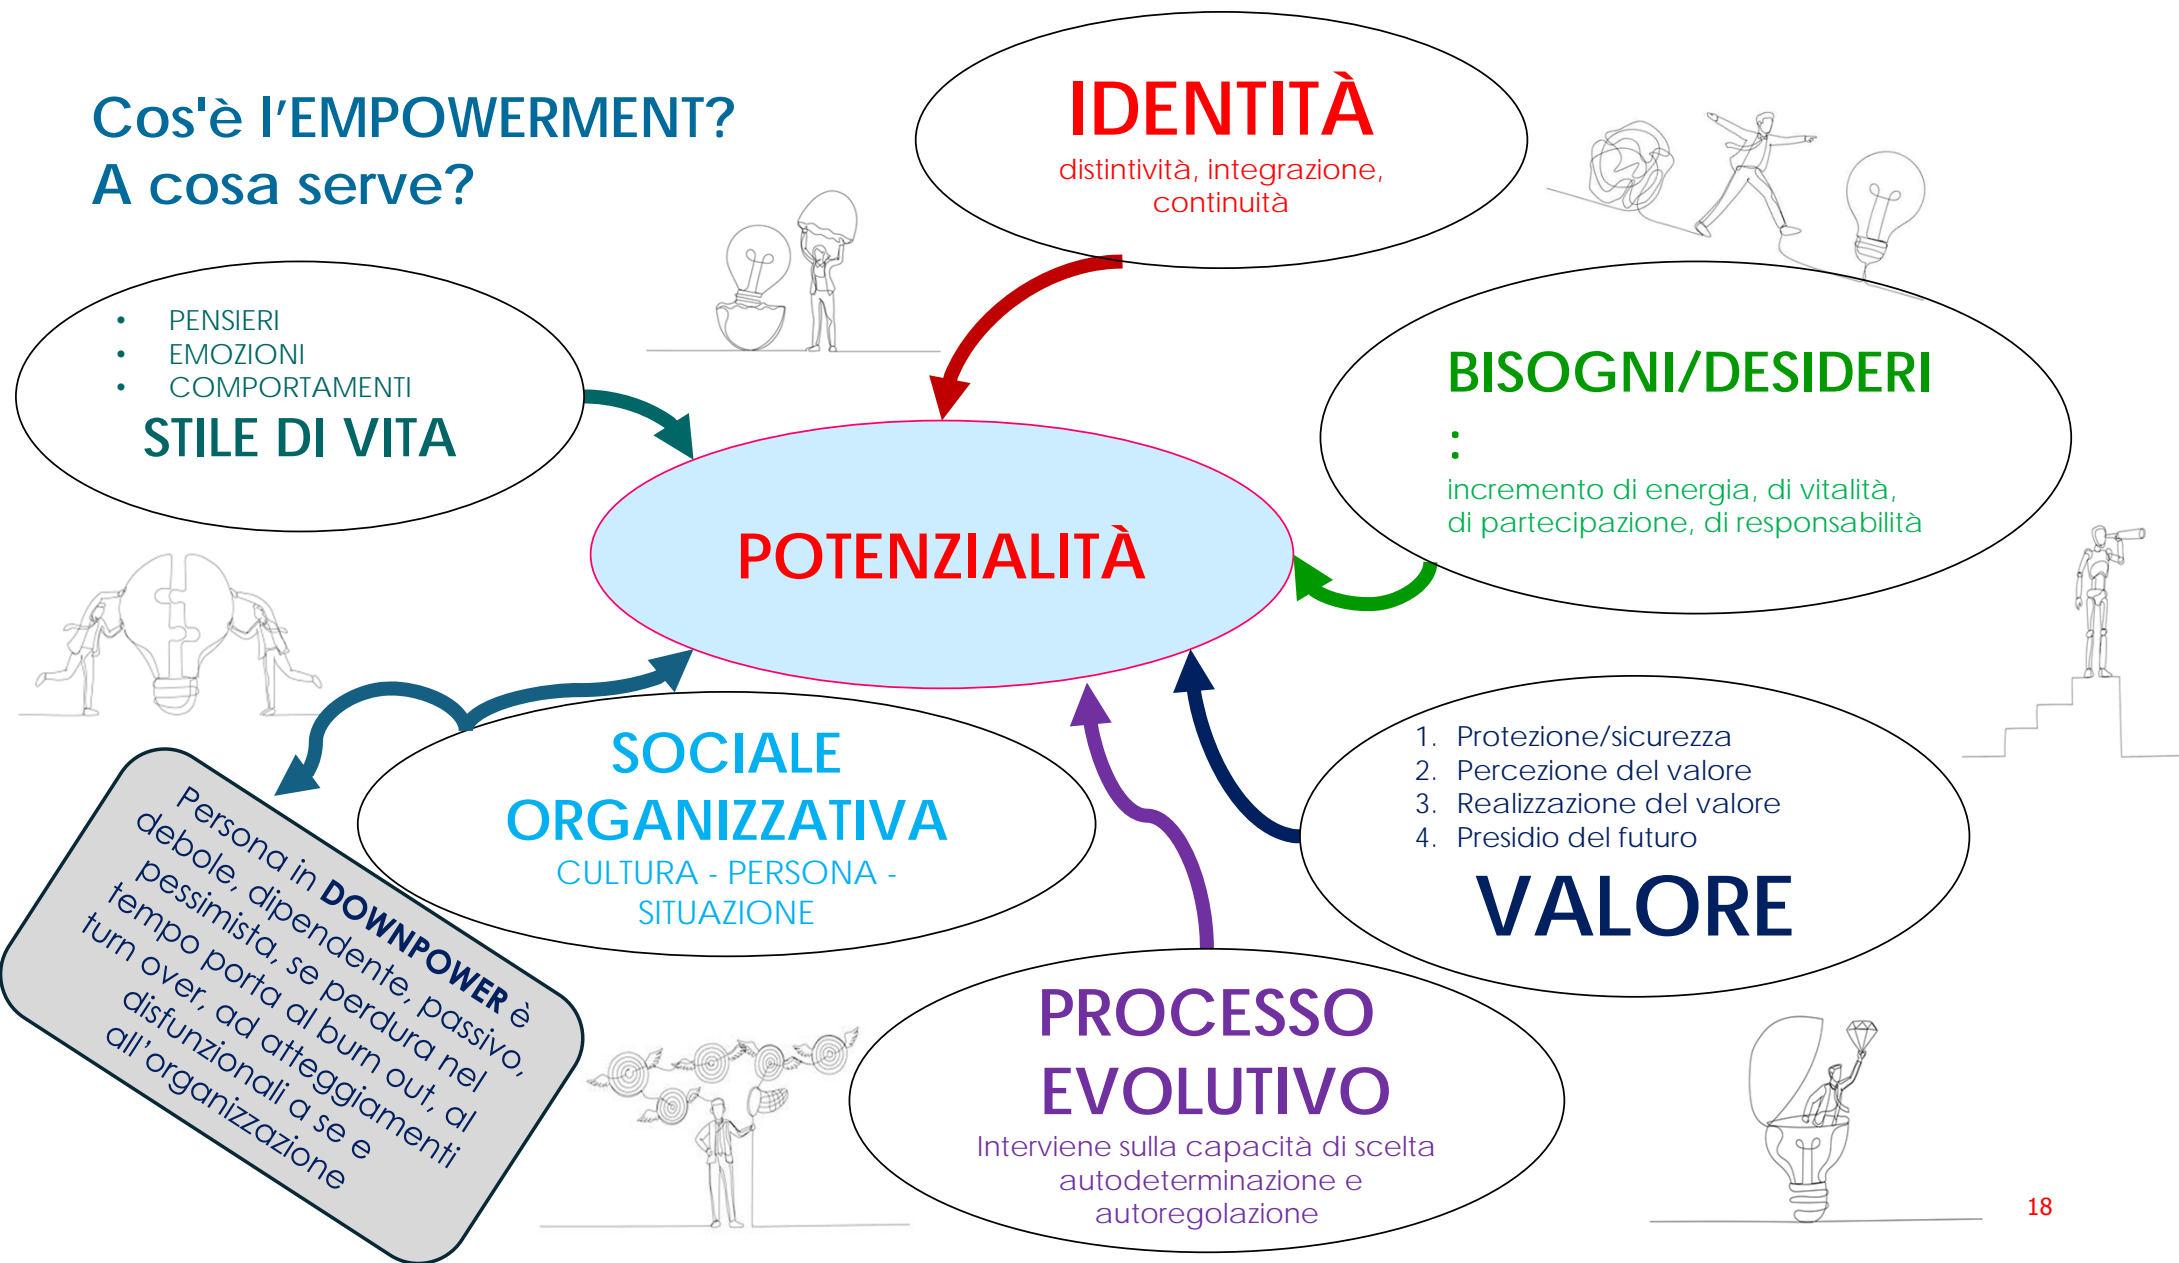 Cos'è l'EMPOWERMENT?
A cosa serve?
IDENTITÀ
distintività, integrazione,
continuità
• PENSIERI
• EMOZIONI
• COMPORTAMENTI
STILE DI VITA
BISOGNI/DESIDERI
:
incremento di energia, di vitalità,
di partecipazione, di responsabilità
POTENZIALITÀ
SOCIALE
ORGANIZZATIVA
CULTURA - PERSONA -
SITUAZIONE
1. Protezione/sicurezza
2. Percezione del valore
3. Realizzazione del valore
4. Presidio del futuro
VALORE
Persona in DOWNPOWER è
debole, dipendente, passivo,
pessimista, se perdura nel
tempo porta al burn out, al
turn over, ad atteggiamenti
disfunzionali a se e
all'organizzazione
PROCESSO
EVOLUTIVO
Interviene sulla capacità di scelta
autodeterminazione e
autoregolazione
18